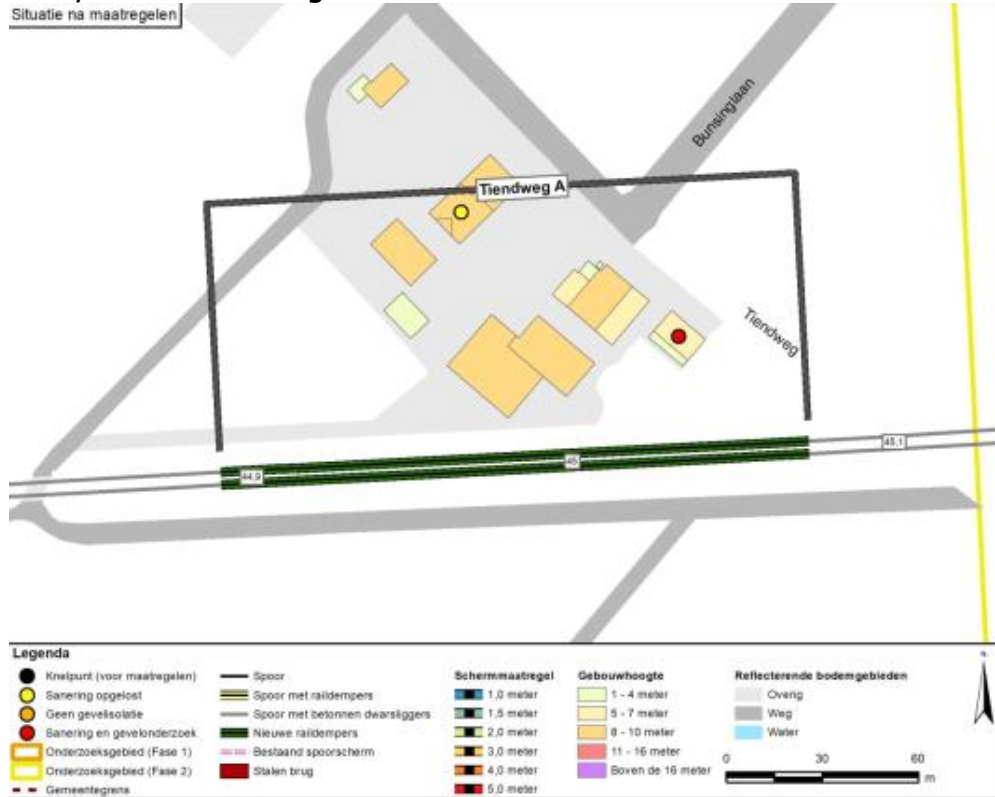 Situatie na maatregelen
Bunsinglaan
Tiendweg A
Tiendweg
44,9
45
45,1
Legenda
Knelpunt (voor maatregelen)
Sanering opgelost
Geen gevelisolatie
Sanering en gevelonderzoek
Onderzoeksgebied (Fase 1)
Onderzoeksgebied (Fase 2)
Gemeentegrens
Spoor
Spoor met raildempers
Spoor met betonnen dwarsliggers
Nieuwe raildempers
Bestaand spoorscherm
Stalen brug
Schermmaatregel
1,0 meter
1,5 meter
2,0 meter
3,0 meter
4,0 meter
5,0 meter
Gebouwhoogte
1 - 4 meter
5 - 7 meter
8 - 10 meter
11 - 16 meter
Boven de 16 meter
Reflecterende bodemgebieden
Overig
Weg
Water
N
0 30 60
m